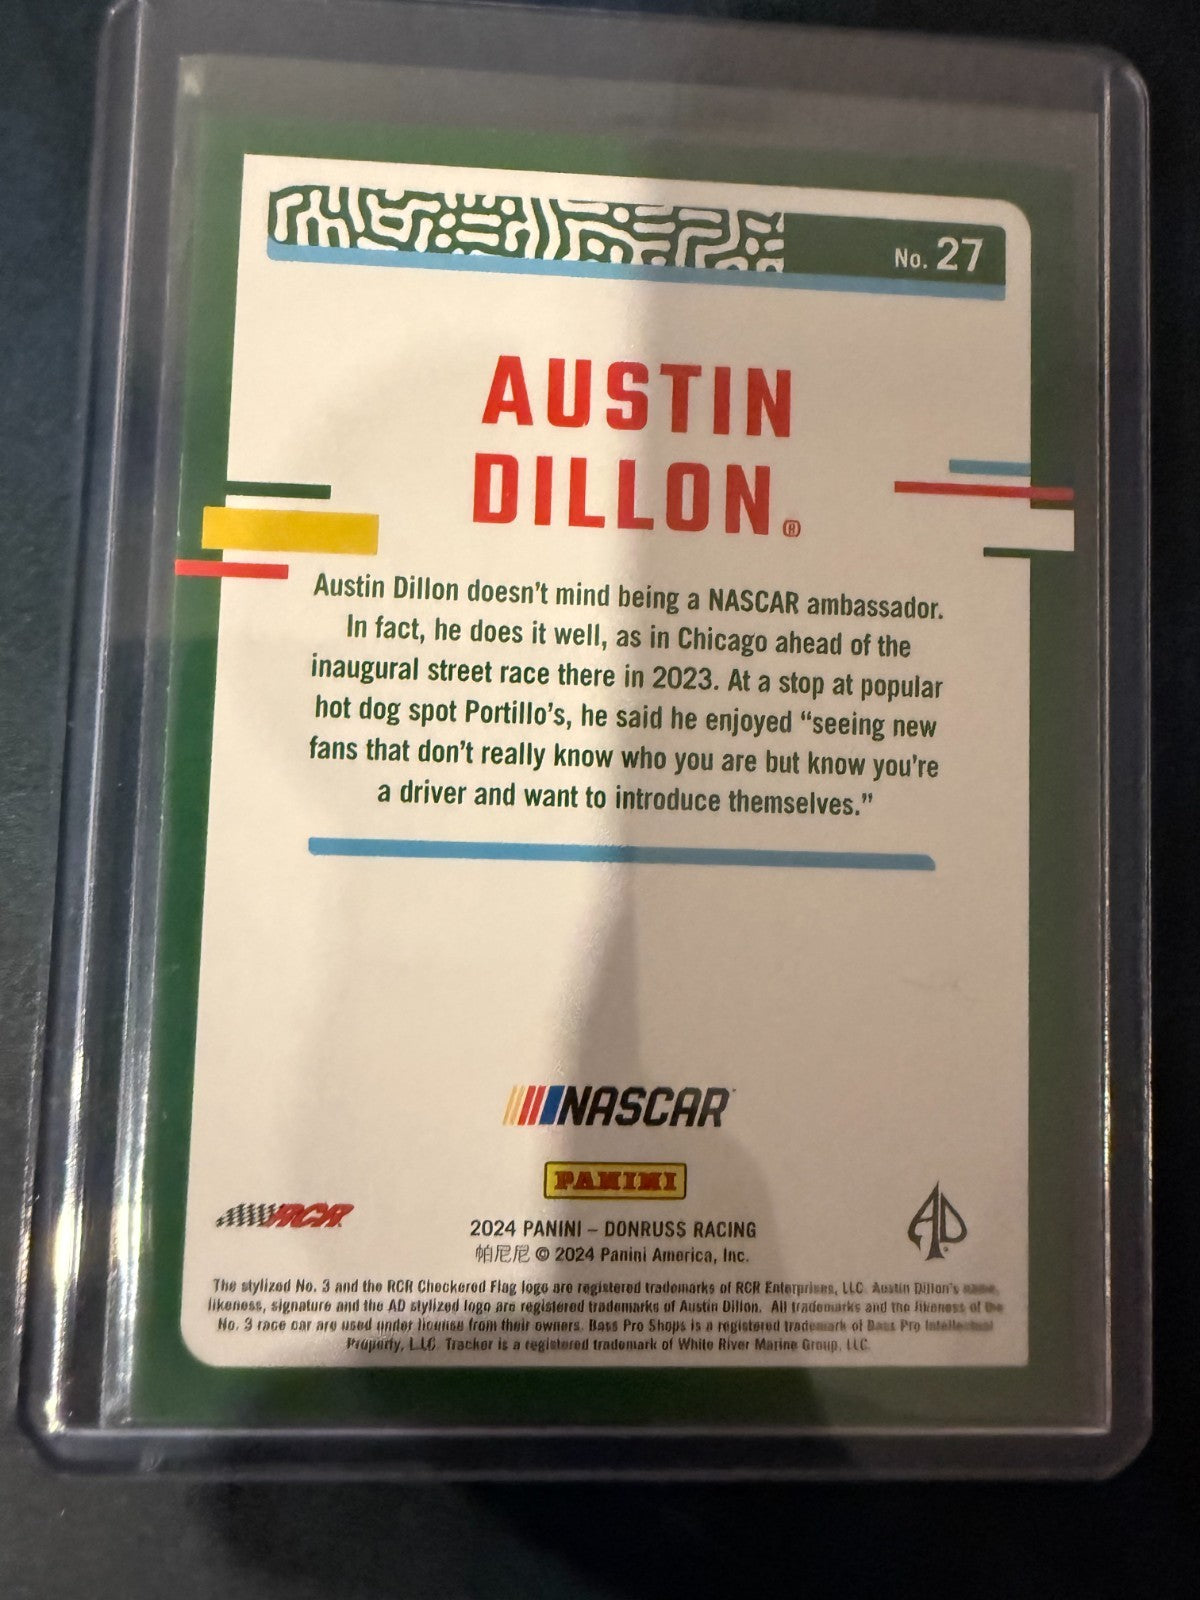 No. 27
AUSTIN
DILLON®
Austin Dillon doesn't mind being a NASCAR ambassador.
In fact, he does it well, as in Chicago ahead of the
inaugural street race there in 2023. At a stop at popular
hot dog spot Portillo's, he said he enjoyed “seeing new
fans that don't really know who you are but know you're
a driver and want to introduce themselves.”
NASCAR
PANINI
RCR
AD
2024 PANINI – DONRUSS RACING
帕尼尼 © 2024 Panini America, Inc.
The stylized No. 3 and the RCR Checkered Flag logo are registered trademarks of RCR Enterprises, LLC. Austin Dillon's name,
likeness, signature and the AD stylized logo are registered trademarks of Austin Dillon. All trademarks and the likeness of the
No. 3 race car are used under license from their owners. Bass Pro Shops is a registered trademark of Bass Pro Intellectual
Property, LLC. Tracker is a registered trademark of White River Marine Group, LLC.